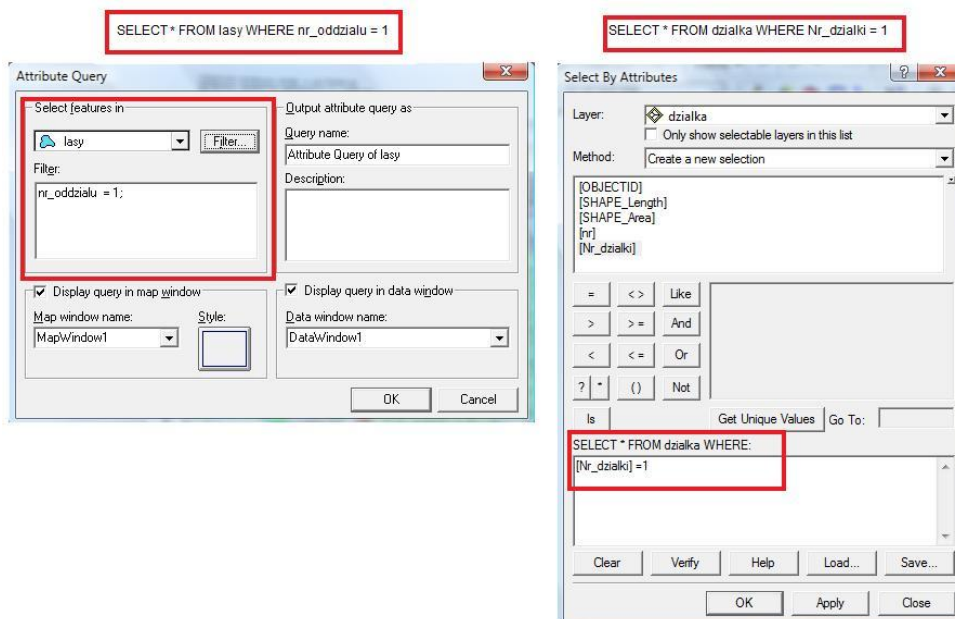 SELECT * FROM lasy WHERE nr_oddzialu = 1
Attribute Query
Select features in
lasy
Filter...
Filter:
nr_oddzialu = 1;
Output attribute query as
Query name:
Attribute Query of lasy
Description:
Display query in map window
Map window name:
Style:
MapWindow1
Display query in data window
Data window name:
DataWindow1
OK Cancel
SELECT * FROM dzialka WHERE Nr_dzialki = 1
Select By Attributes
Layer: dzialka
Only show selectable layers in this list
Method: Create a new selection
[OBJECTID]
[SHAPE_Length]
[SHAPE_Area]
[nr]
[Nr_dzialki]
= < > Like
> > = And
< < = Or
? * ( ) Not
Is Get Unique Values Go To:
SELECT * FROM dzialka WHERE:
[Nr_dzialki] =1
Clear Verify Help Load... Save...
OK Apply Close